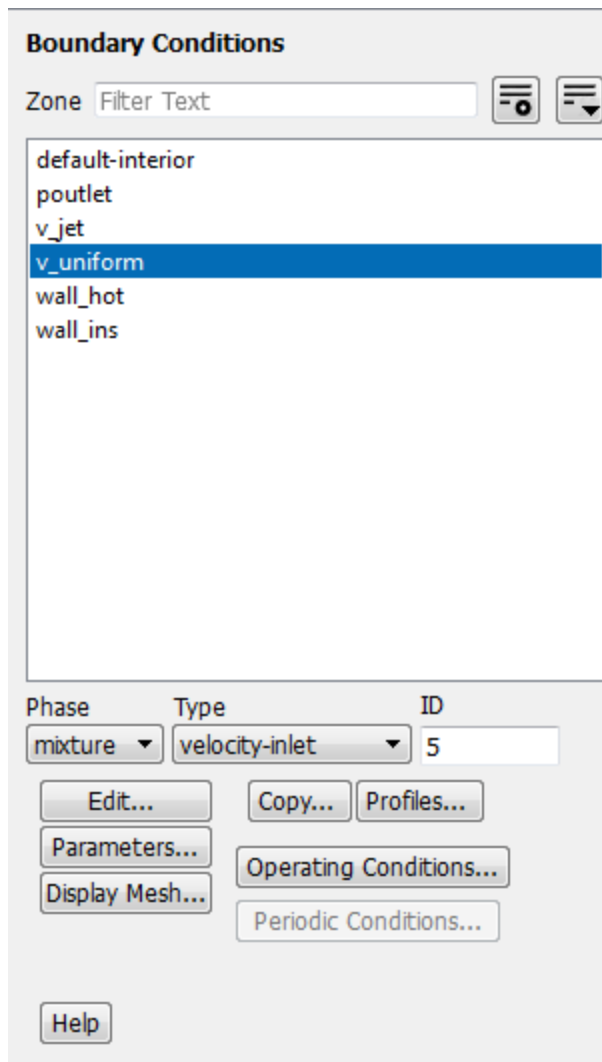 Boundary Conditions
Zone Filter Text
default-interior
poutlet
v_jet
v_uniform
wall_hot
wall_ins
Phase Type ID
mixture velocity-inlet 5
Edit... Copy... Profiles...
Parameters...
Operating Conditions...
Display Mesh...
Periodic Conditions...
Help